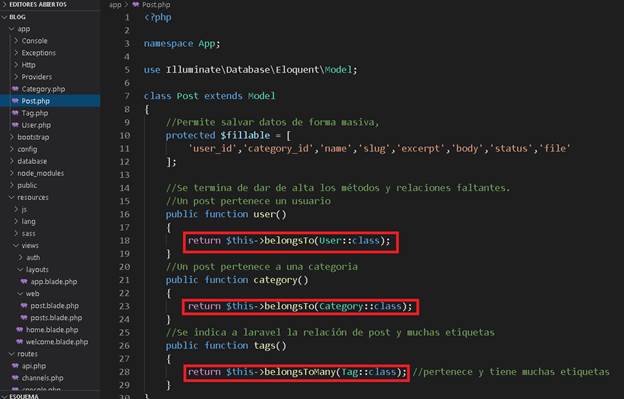 EDITORES ABIERTOS
BLOG
app
Console
Exceptions
Http
Providers
Category.php
Post.php
Tag.php
User.php
bootstrap
config
database
node_modules
public
resources
js
lang
sass
views
auth
layouts
app.blade.php
web
post.blade.php
posts.blade.php
home.blade.php
welcome.blade.php
routes
api.php
channels.php
console.php
ESQUEMA
app > Post.php
1 <?php
2
3 namespace App;
4
5 use Illuminate\Database\Eloquent\Model;
6
7 class Post extends Model
8 {
9 //Permite salvar datos de forma masiva,
10 protected $fillable = [
11 'user_id','category_id','name','slug','excerpt','body','status','file'
12 ];
13
14 //Se termina de dar de alta los métodos y relaciones faltantes.
15 //Un post pertenece un usuario
16 public function user()
17 {
18 return $this->belongsTo(User::class);
19 }
20 //Un post pertenece a una categoria
21 public function category()
22 {
23 return $this->belongsTo(Category::class);
24 }
25 //Se indica a laravel la relación de post y muchas etiquetas
26 public function tags()
27 {
28 return $this->belongsToMany(Tag::class); //pertenece y tiene muchas etiquetas
29 }
30 }